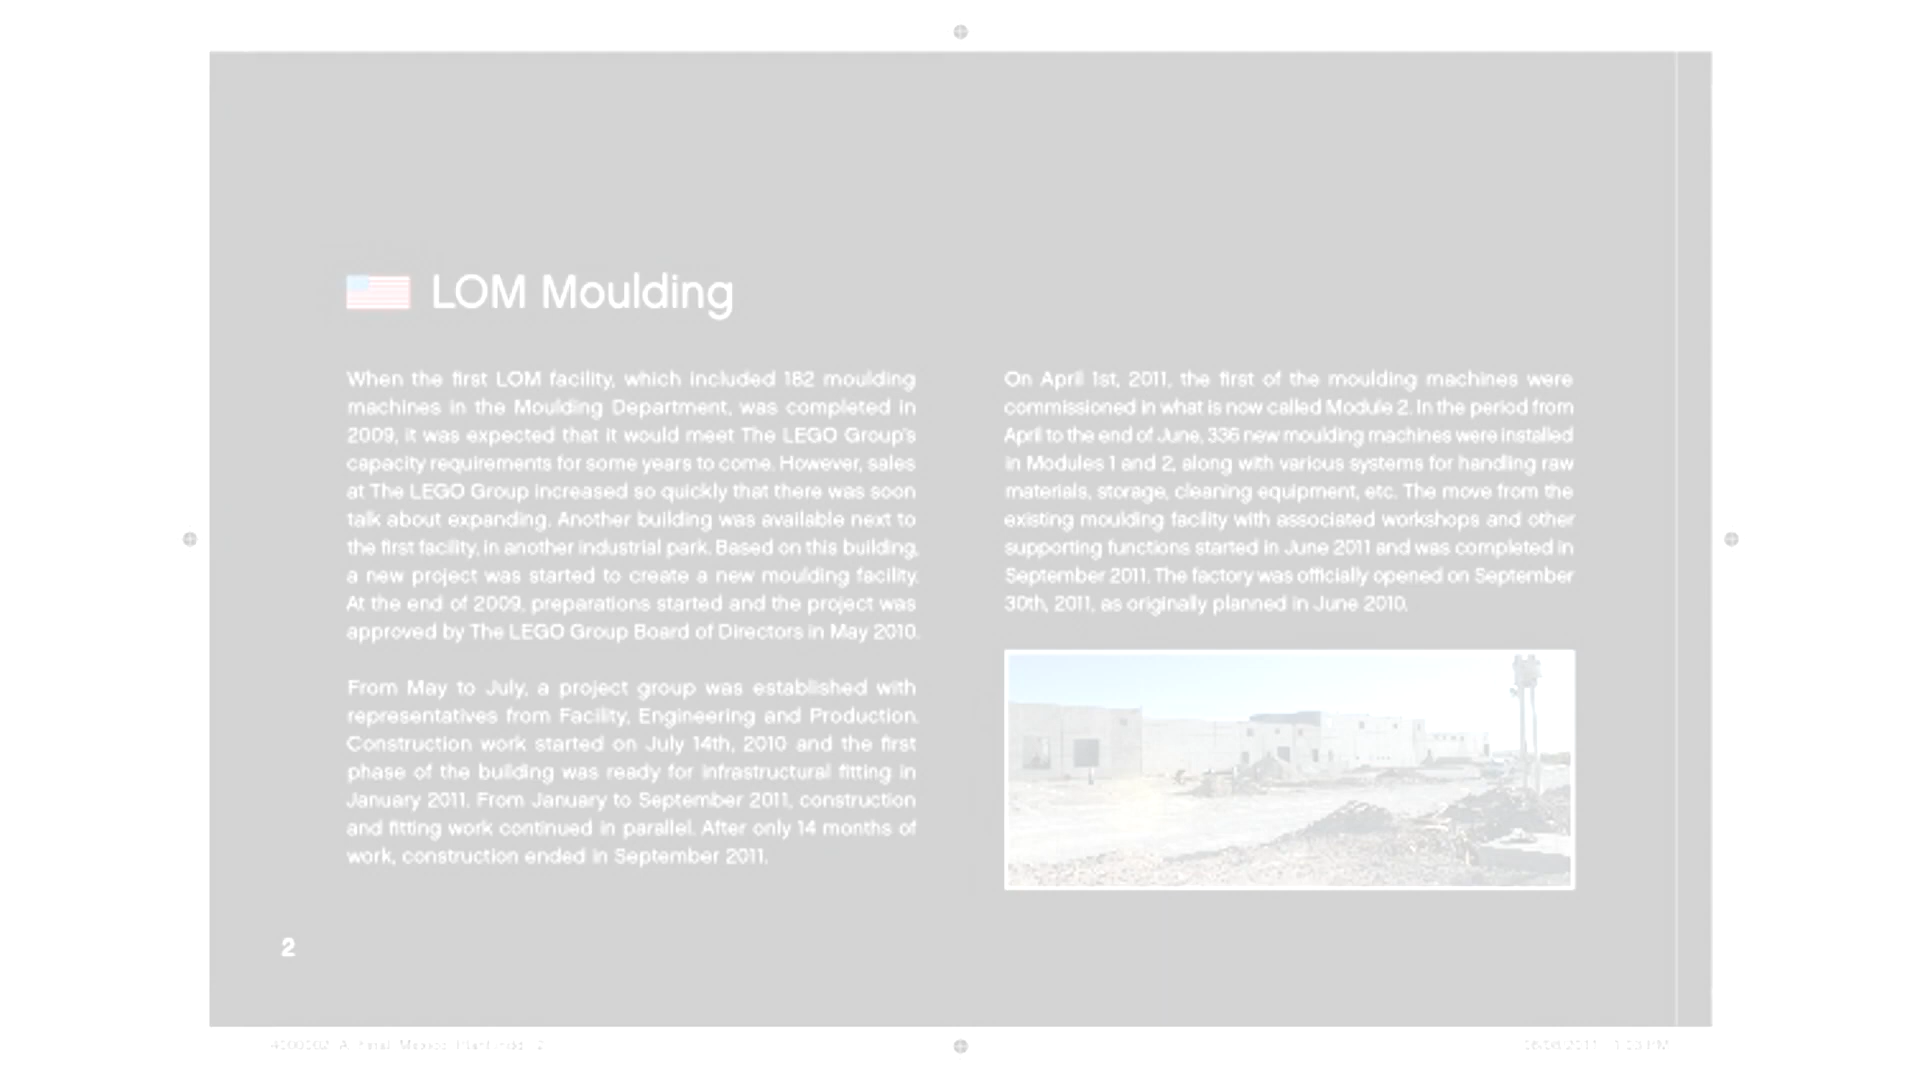 LOM Moulding
When the first LOM facility, which included 182 moulding
machines in the Moulding Department, was completed in
2009, it was expected that it would meet The LEGO Group's
capacity requirements for some years to come. However, sales
at The LEGO Group increased so quickly that there was soon
talk about expanding. Another building was available next to
the first facility, in another industrial park. Based on this building,
a new project was started to create a new moulding facility.
At the end of 2009, preparations started and the project was
approved by The LEGO Group Board of Directors in May 2010.
From May to July, a project group was established with
representatives from Facility, Engineering and Production.
Construction work started on July 14th, 2010 and the first
phase of the building was ready for infrastructural fitting in
January 2011. From January to September 2011, construction
and fitting work continued in parallel. After only 14 months of
work, construction ended in September 2011.
On April 1st, 2011, the first of the moulding machines were
commissioned in what is now called Module 2. In the period from
April to the end of June, 336 new moulding machines were installed
in Modules 1 and 2, along with various systems for handling raw
materials, storage, cleaning equipment, etc. The move from the
existing moulding facility with associated workshops and other
supporting functions started in June 2011 and was completed in
September 2011. The factory was officially opened on September
30th, 2011, as originally planned in June 2010.
2